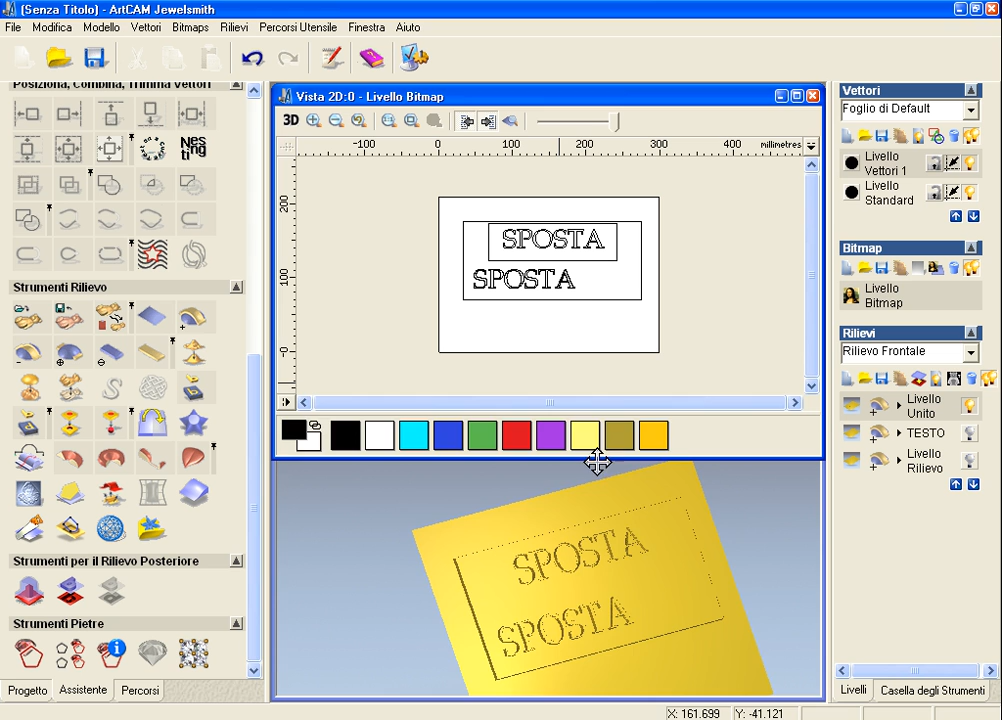 (Senza Titolo) - ArtCAM Jewelsmith
File Modifica Modello Vettori Bitmaps Rilievi Percorsi Utensile Finestra Aiuto
Posiziona, Combina, Trimma Vettori
Nes
ting
Strumenti Rilievo
Strumenti per il Rilievo Posteriore
Strumenti Pietre
Progetto Assistente Percorsi
Vista 2D:0 - Livello Bitmap
3D
-100 0 100 200 300 400 millimetres
200
100
-0
SPOSTA
SPOSTA
SPOSTA
SPOSTA
Vettori
Foglio di Default
Livello
Vettori 1
Livello
Standard
Bitmap
Livello
Bitmap
Rilievi
Rilievo Frontale
Livello
Unito
TESTO
Livello
Rilievo
Livelli Casella degli Strumenti
X: 161.699 Y: -41.121